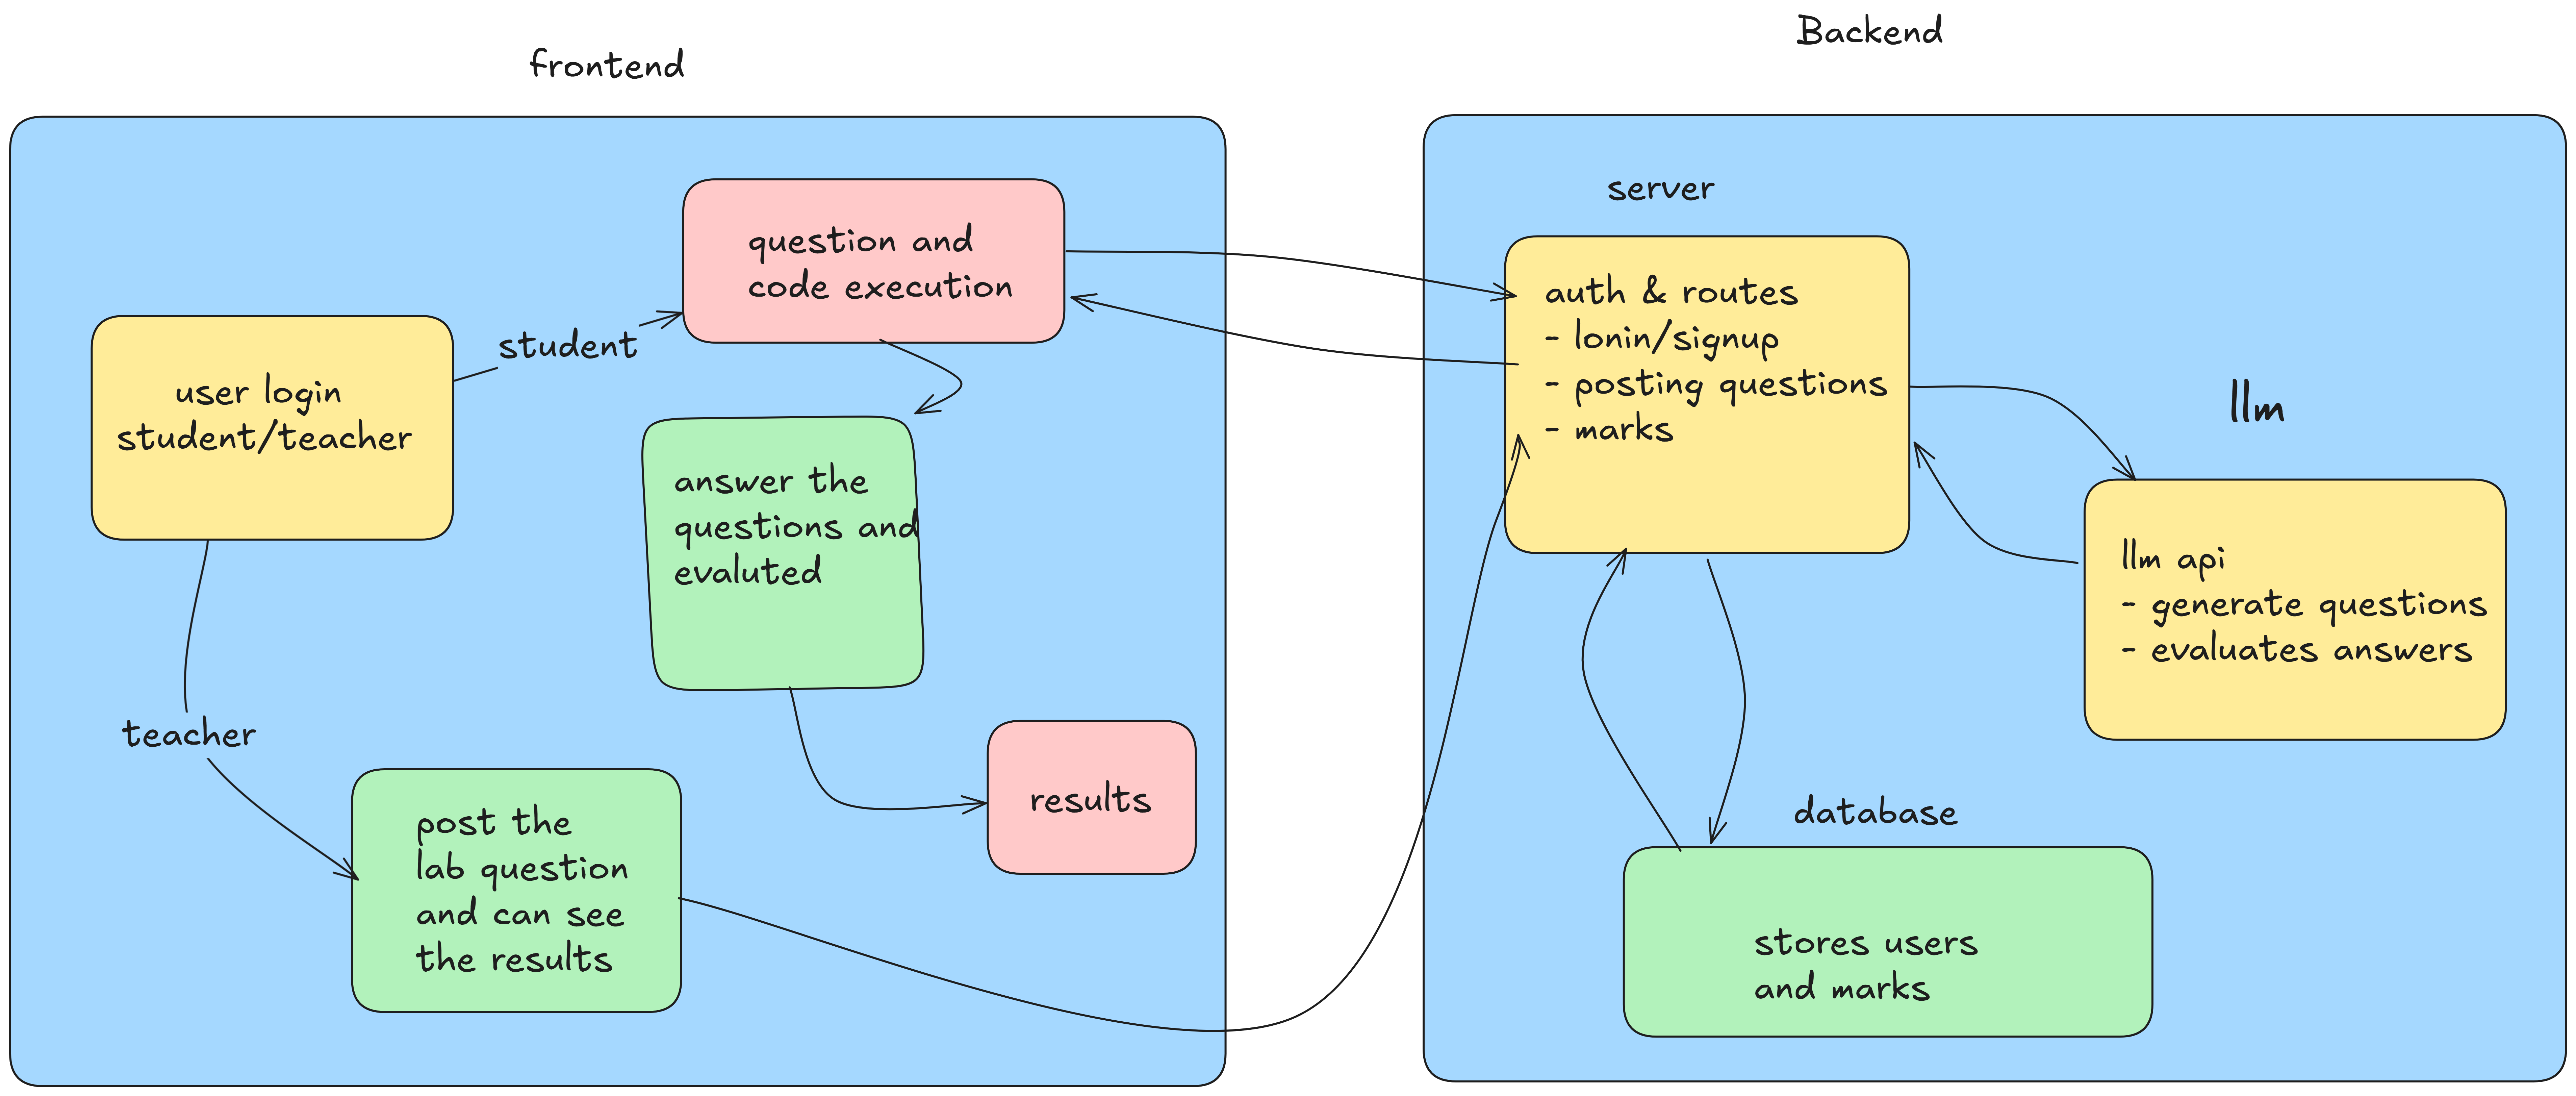 frontend
Backend
question and
code execution
student
user login
student/teacher
answer the
questions and
evaluted
teacher
post the
lab question
and can see
the results
results
server
auth & routes
- lonin/signup
- posting questions
- marks
llm
llm api
- generate questions
- evaluates answers
database
stores users
and marks